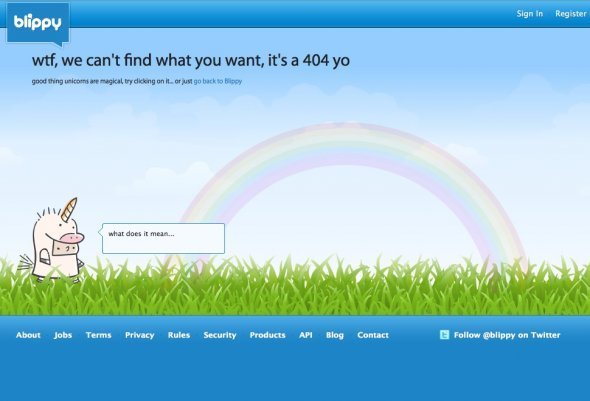 blippy
Sign In Register
wtf, we can't find what you want, it's a 404 yo
good thing unicorns are magical, try clicking on it... or just go back to Blippy
what does it mean...
About Jobs Terms Privacy Rules Security Products API Blog Contact Follow @blippy on Twitter